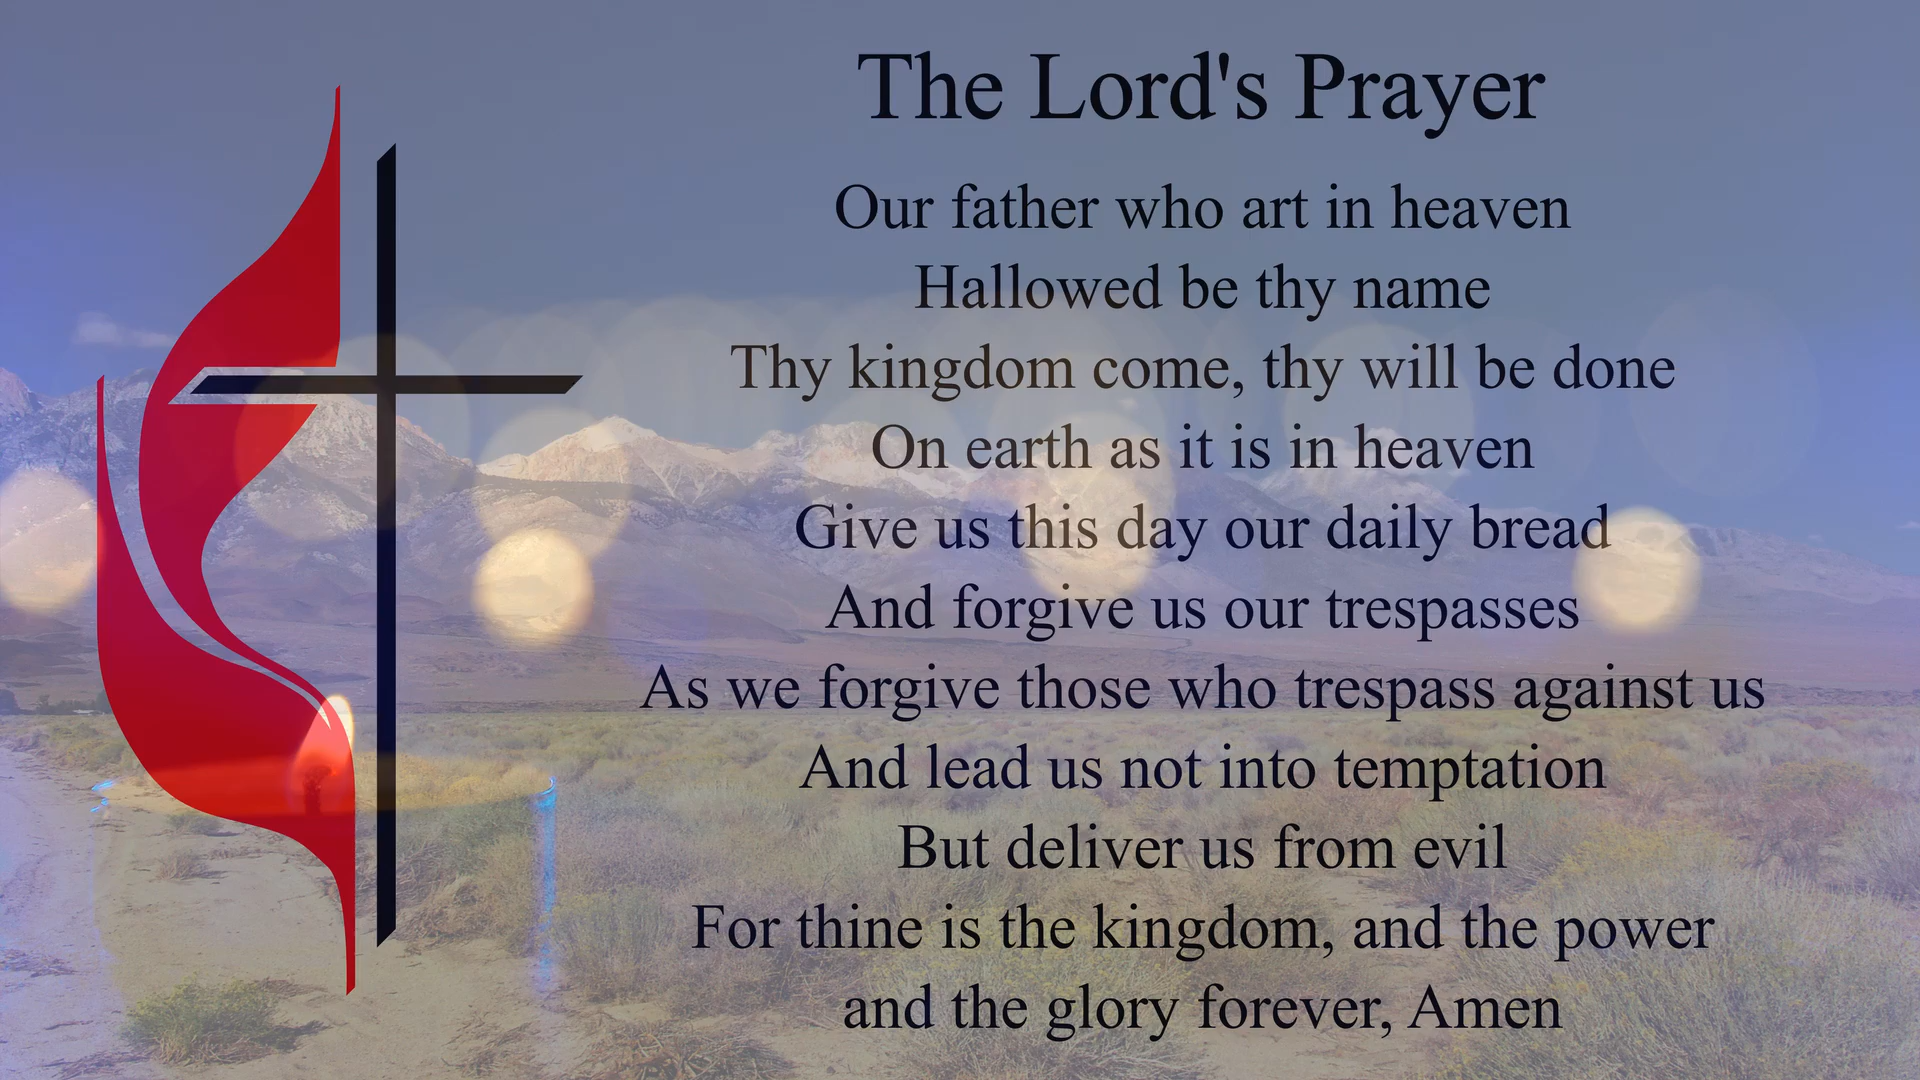 The Lord's Prayer
Our father who art in heaven
Hallowed be thy name
Thy kingdom come, thy will be done
On earth as it is in heaven
Give us this day our daily bread
And forgive us our trespasses
As we forgive those who trespass against us
And lead us not into temptation
But deliver us from evil
For thine is the kingdom, and the power
and the glory forever, Amen